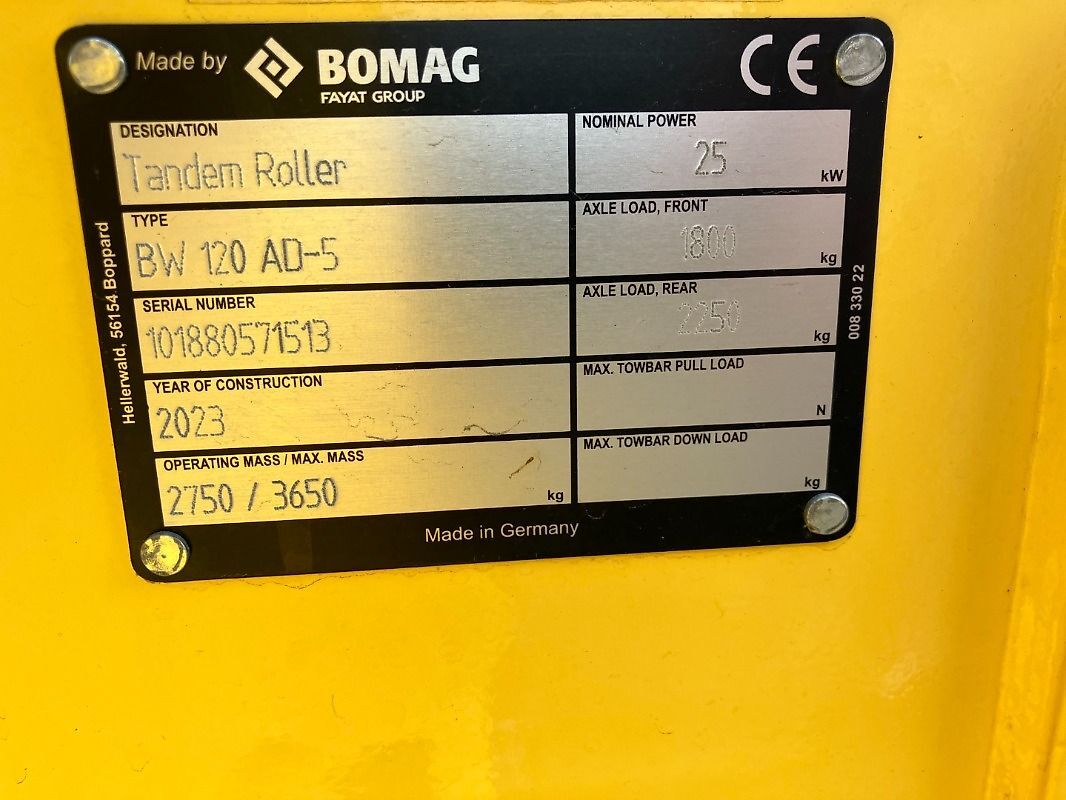 Made by BOMAG CE
FAYAT GROUP
DESIGNATION
Tandem Roller
TYPE
BW 120 AD-5
SERIAL NUMBER
101880571513
YEAR OF CONSTRUCTION
2023
OPERATING MASS / MAX. MASS
2750 / 3650 kg
NOMINAL POWER
25 kW
AXLE LOAD, FRONT
1800 kg
AXLE LOAD, REAR
2250 kg
MAX. TOWBAR PULL LOAD
N
MAX. TOWBAR DOWN LOAD
kg
Hellerwald, 56154 Boppard
008 330 22
Made in Germany